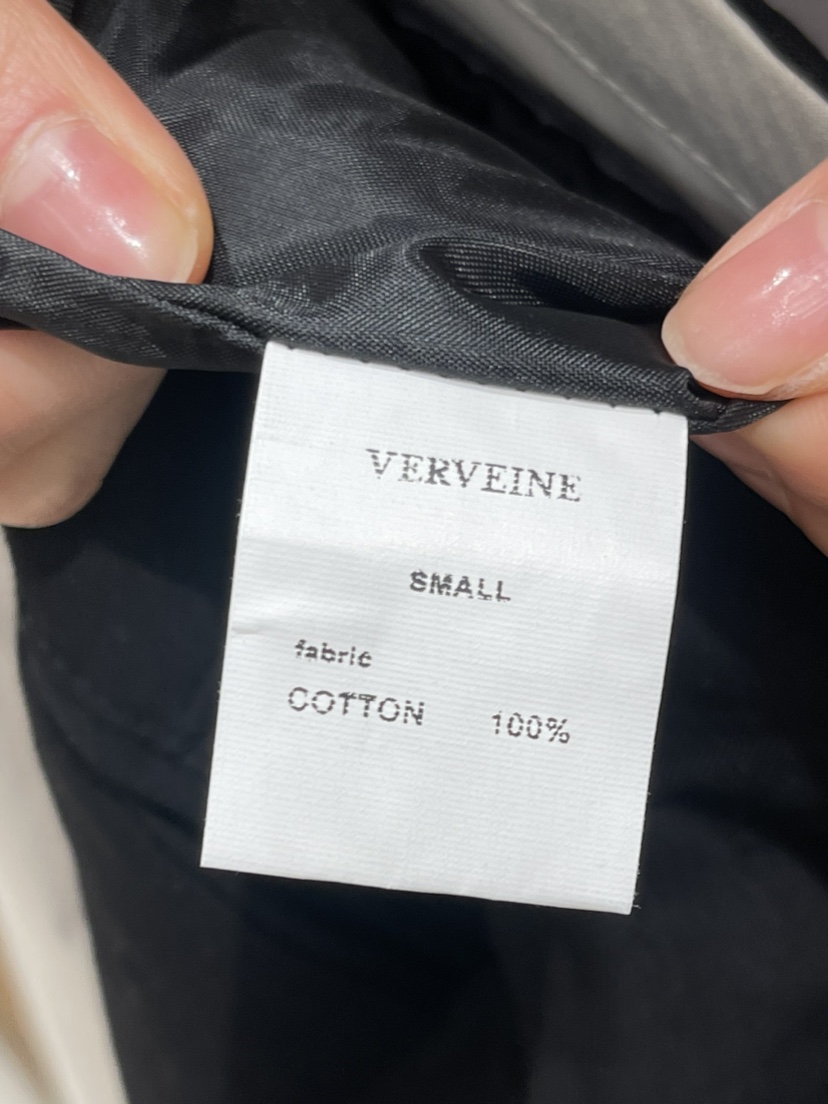 VERVEINE
SMALL
fabric
COTTON 100%